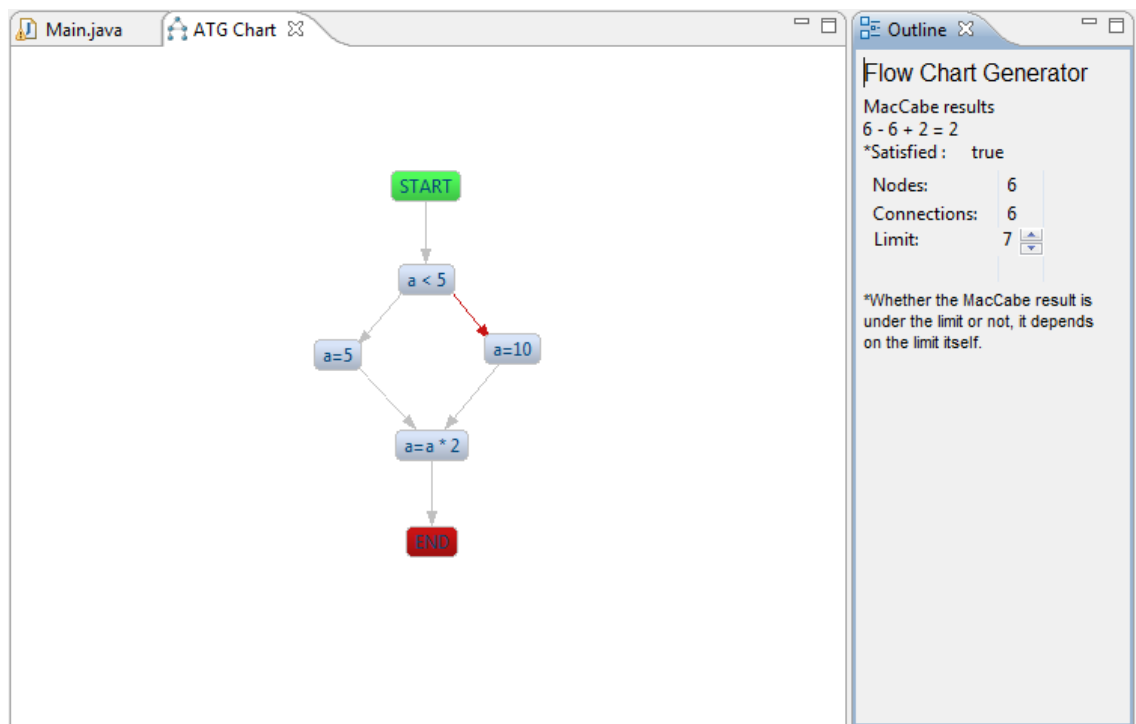 Main.java
ATG Chart
START
a < 5
a=5
a=10
a=a * 2
END
Outline
Flow Chart Generator
MacCabe results
6 - 6 + 2 = 2
*Satisfied : true
Nodes: 6
Connections: 6
Limit: 7
*Whether the MacCabe result is
under the limit or not, it depends
on the limit itself.